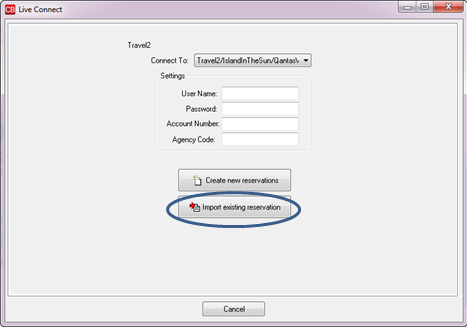 CB Live Connect
Travel2
Connect To: Travel2/IslandInTheSun/Qantas
Settings
User Name:
Password:
Account Number:
Agency Code:
Create new reservations
Import existing reservation
Cancel